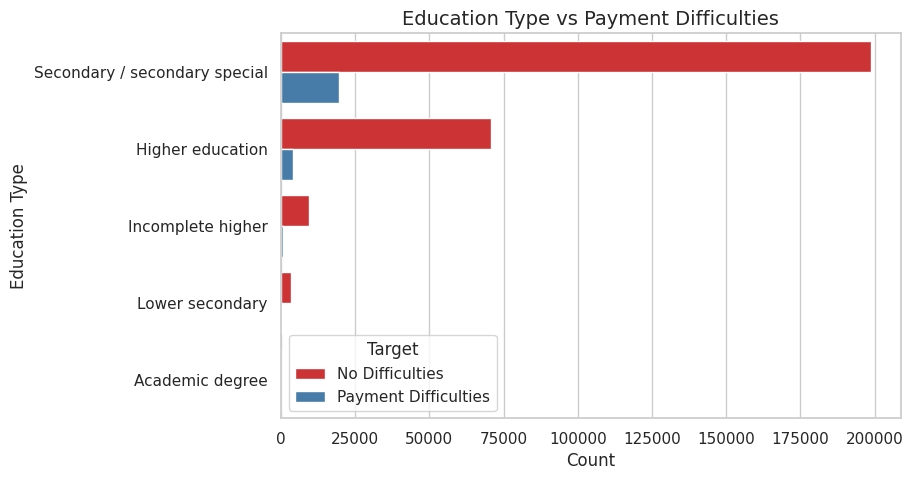 Education Type vs Payment Difficulties
Education Type
Secondary / secondary special
Higher education
Incomplete higher
Lower secondary
Academic degree
Target
No Difficulties
Payment Difficulties
0 25000 50000 75000 100000 125000 150000 175000 200000
Count